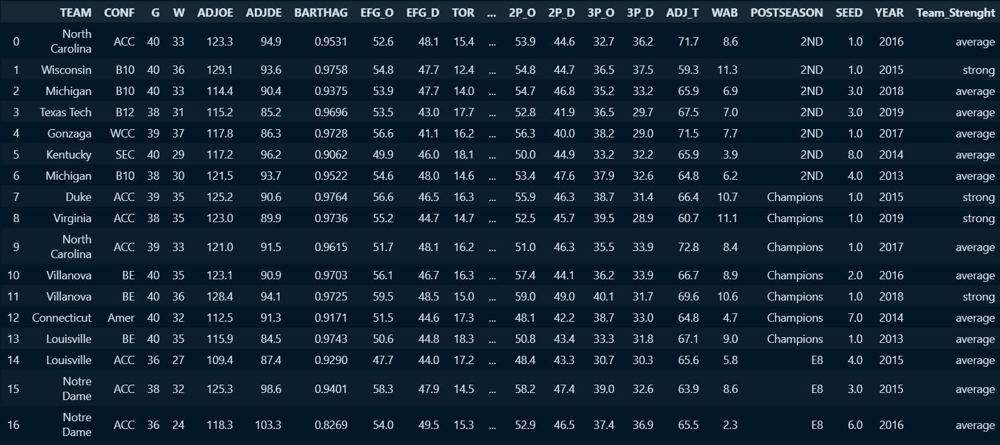 TEAM CONF G W ADJOE ADJDE BARTHAG EFG_O EFG_D TOR ... 2P_O 2P_D 3P_O 3P_D ADJ_T WAB POSTSEASON SEED YEAR Team_Strenght
0 North Carolina ACC 40 33 123.3 94.9 0.9531 52.6 48.1 15.4 ... 53.9 44.6 32.7 36.2 71.7 8.6 2ND 1.0 2016 average
1 Wisconsin B10 40 36 129.1 93.6 0.9758 54.8 47.7 12.4 ... 54.8 44.7 36.5 37.5 59.3 11.3 2ND 1.0 2015 strong
2 Michigan B10 40 33 114.4 90.4 0.9375 53.9 47.7 14.0 ... 54.7 46.8 35.2 33.2 65.9 6.9 2ND 3.0 2018 average
3 Texas Tech B12 38 31 115.2 85.2 0.9696 53.5 43.0 17.7 ... 52.8 41.9 36.5 29.7 67.5 7.0 2ND 3.0 2019 average
4 Gonzaga WCC 39 37 117.8 86.3 0.9728 56.6 41.1 16.2 ... 56.3 40.0 38.2 29.0 71.5 7.7 2ND 1.0 2017 average
5 Kentucky SEC 40 29 117.2 96.2 0.9062 49.9 46.0 18.1 ... 50.0 44.9 33.2 32.2 65.9 3.9 2ND 8.0 2014 average
6 Michigan B10 38 30 121.5 93.7 0.9522 54.6 48.0 14.6 ... 53.4 47.6 37.9 32.6 64.8 6.2 2ND 4.0 2013 average
7 Duke ACC 39 35 125.2 90.6 0.9764 56.6 46.5 16.3 ... 55.9 46.3 38.7 31.4 66.4 10.7 Champions 1.0 2015 strong
8 Virginia ACC 38 35 123.0 89.9 0.9736 55.2 44.7 14.7 ... 52.5 45.7 39.5 28.9 60.7 11.1 Champions 1.0 2019 strong
9 North Carolina ACC 39 33 121.0 91.5 0.9615 51.7 48.1 16.2 ... 51.0 46.3 35.5 33.9 72.8 8.4 Champions 1.0 2017 average
10 Villanova BE 40 35 123.1 90.9 0.9703 56.1 46.7 16.3 ... 57.4 44.1 36.2 33.9 66.7 8.9 Champions 2.0 2016 average
11 Villanova BE 40 36 128.4 94.1 0.9725 59.5 48.5 15.0 ... 59.0 49.0 40.1 31.7 69.6 10.6 Champions 1.0 2018 strong
12 Connecticut Amer 40 32 112.5 91.3 0.9171 51.5 44.6 17.3 ... 48.1 42.2 38.7 33.0 64.8 4.7 Champions 7.0 2014 average
13 Louisville BE 40 35 115.9 84.5 0.9743 50.6 44.8 18.3 ... 50.8 43.4 33.3 31.8 67.1 9.0 Champions 1.0 2013 average
14 Louisville ACC 36 27 109.4 87.4 0.9290 47.7 44.0 17.2 ... 48.4 43.3 30.7 30.3 65.6 5.8 E8 4.0 2015 average
15 Notre Dame ACC 38 32 125.3 98.6 0.9401 58.3 47.9 14.5 ... 58.2 47.4 39.0 32.6 63.9 8.6 E8 3.0 2015 average
16 Notre Dame ACC 36 24 118.3 103.3 0.8269 54.0 49.5 15.3 ... 52.9 46.5 37.4 36.9 65.5 2.3 E8 6.0 2016 average